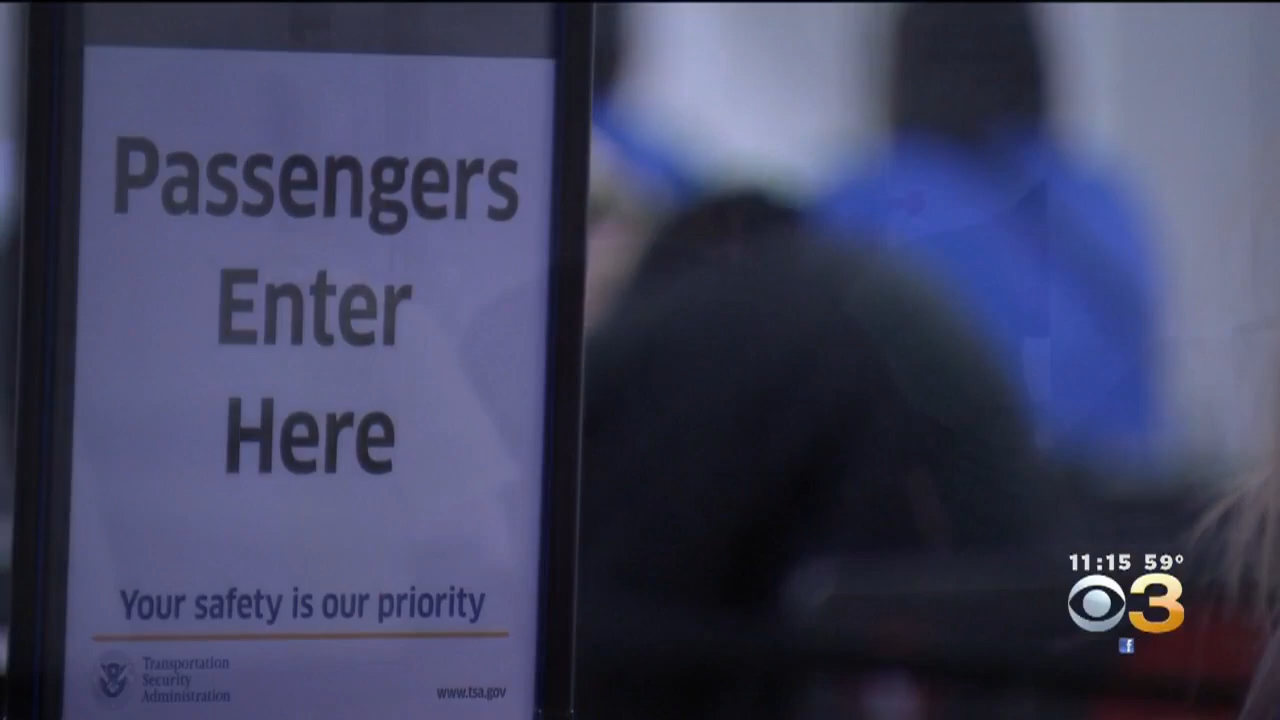 Passengers
Enter
Here
Your safety is our priority
Transportation
Security
Administration
www.tsa.gov
11:15 59°
3
f